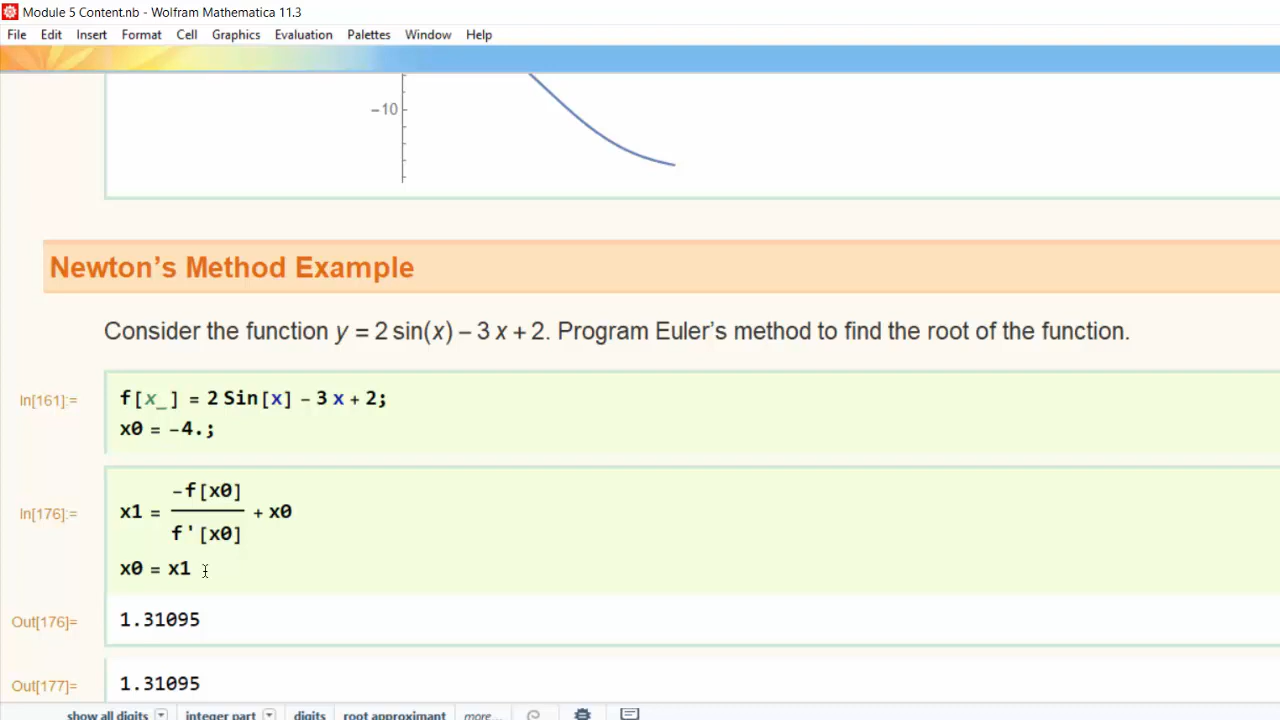 Module 5 Content.nb - Wolfram Mathematica 11.3
File Edit Insert Format Cell Graphics Evaluation Palettes Window Help
-10
Newton's Method Example
Consider the function y = 2 sin(x) – 3 x + 2. Program Euler's method to find the root of the function.
In[161]:= f[x_] = 2 Sin[x] - 3 x + 2;
x0 = -4.;
In[176]:= x1 = -f[x0] / f'[x0] + x0
x0 = x1
Out[176]= 1.31095
Out[177]= 1.31095
show all digits integer part digits root approximant more...